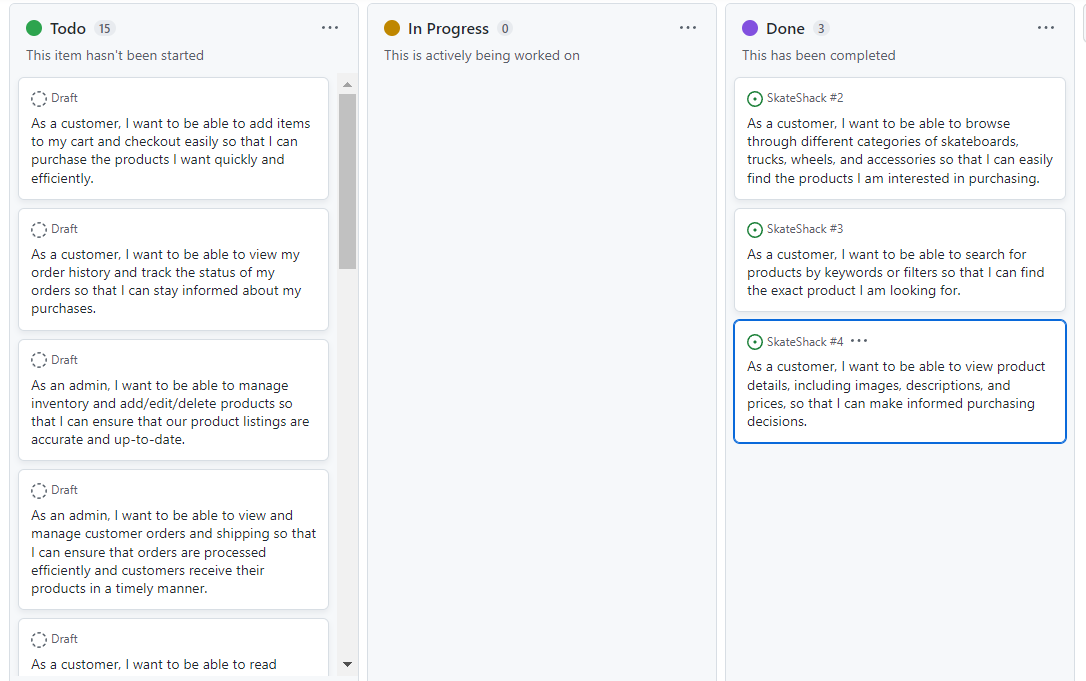 Todo 15
This item hasn't been started
Draft
As a customer, I want to be able to add items
to my cart and checkout easily so that I can
purchase the products I want quickly and
efficiently.
Draft
As a customer, I want to be able to view my
order history and track the status of my
orders so that I can stay informed about my
purchases.
Draft
As an admin, I want to be able to manage
inventory and add/edit/delete products so
that I can ensure that our product listings are
accurate and up-to-date.
Draft
As an admin, I want to be able to view and
manage customer orders and shipping so that
I can ensure that orders are processed
efficiently and customers receive their
products in a timely manner.
Draft
As a customer, I want to be able to read
In Progress 0
This is actively being worked on
Done 3
This has been completed
SkateShack #2
As a customer, I want to be able to browse
through different categories of skateboards,
trucks, wheels, and accessories so that I can easily
find the products I am interested in purchasing.
SkateShack #3
As a customer, I want to be able to search for
products by keywords or filters so that I can find
the exact product I am looking for.
SkateShack #4
As a customer, I want to be able to view product
details, including images, descriptions, and
prices, so that I can make informed purchasing
decisions.